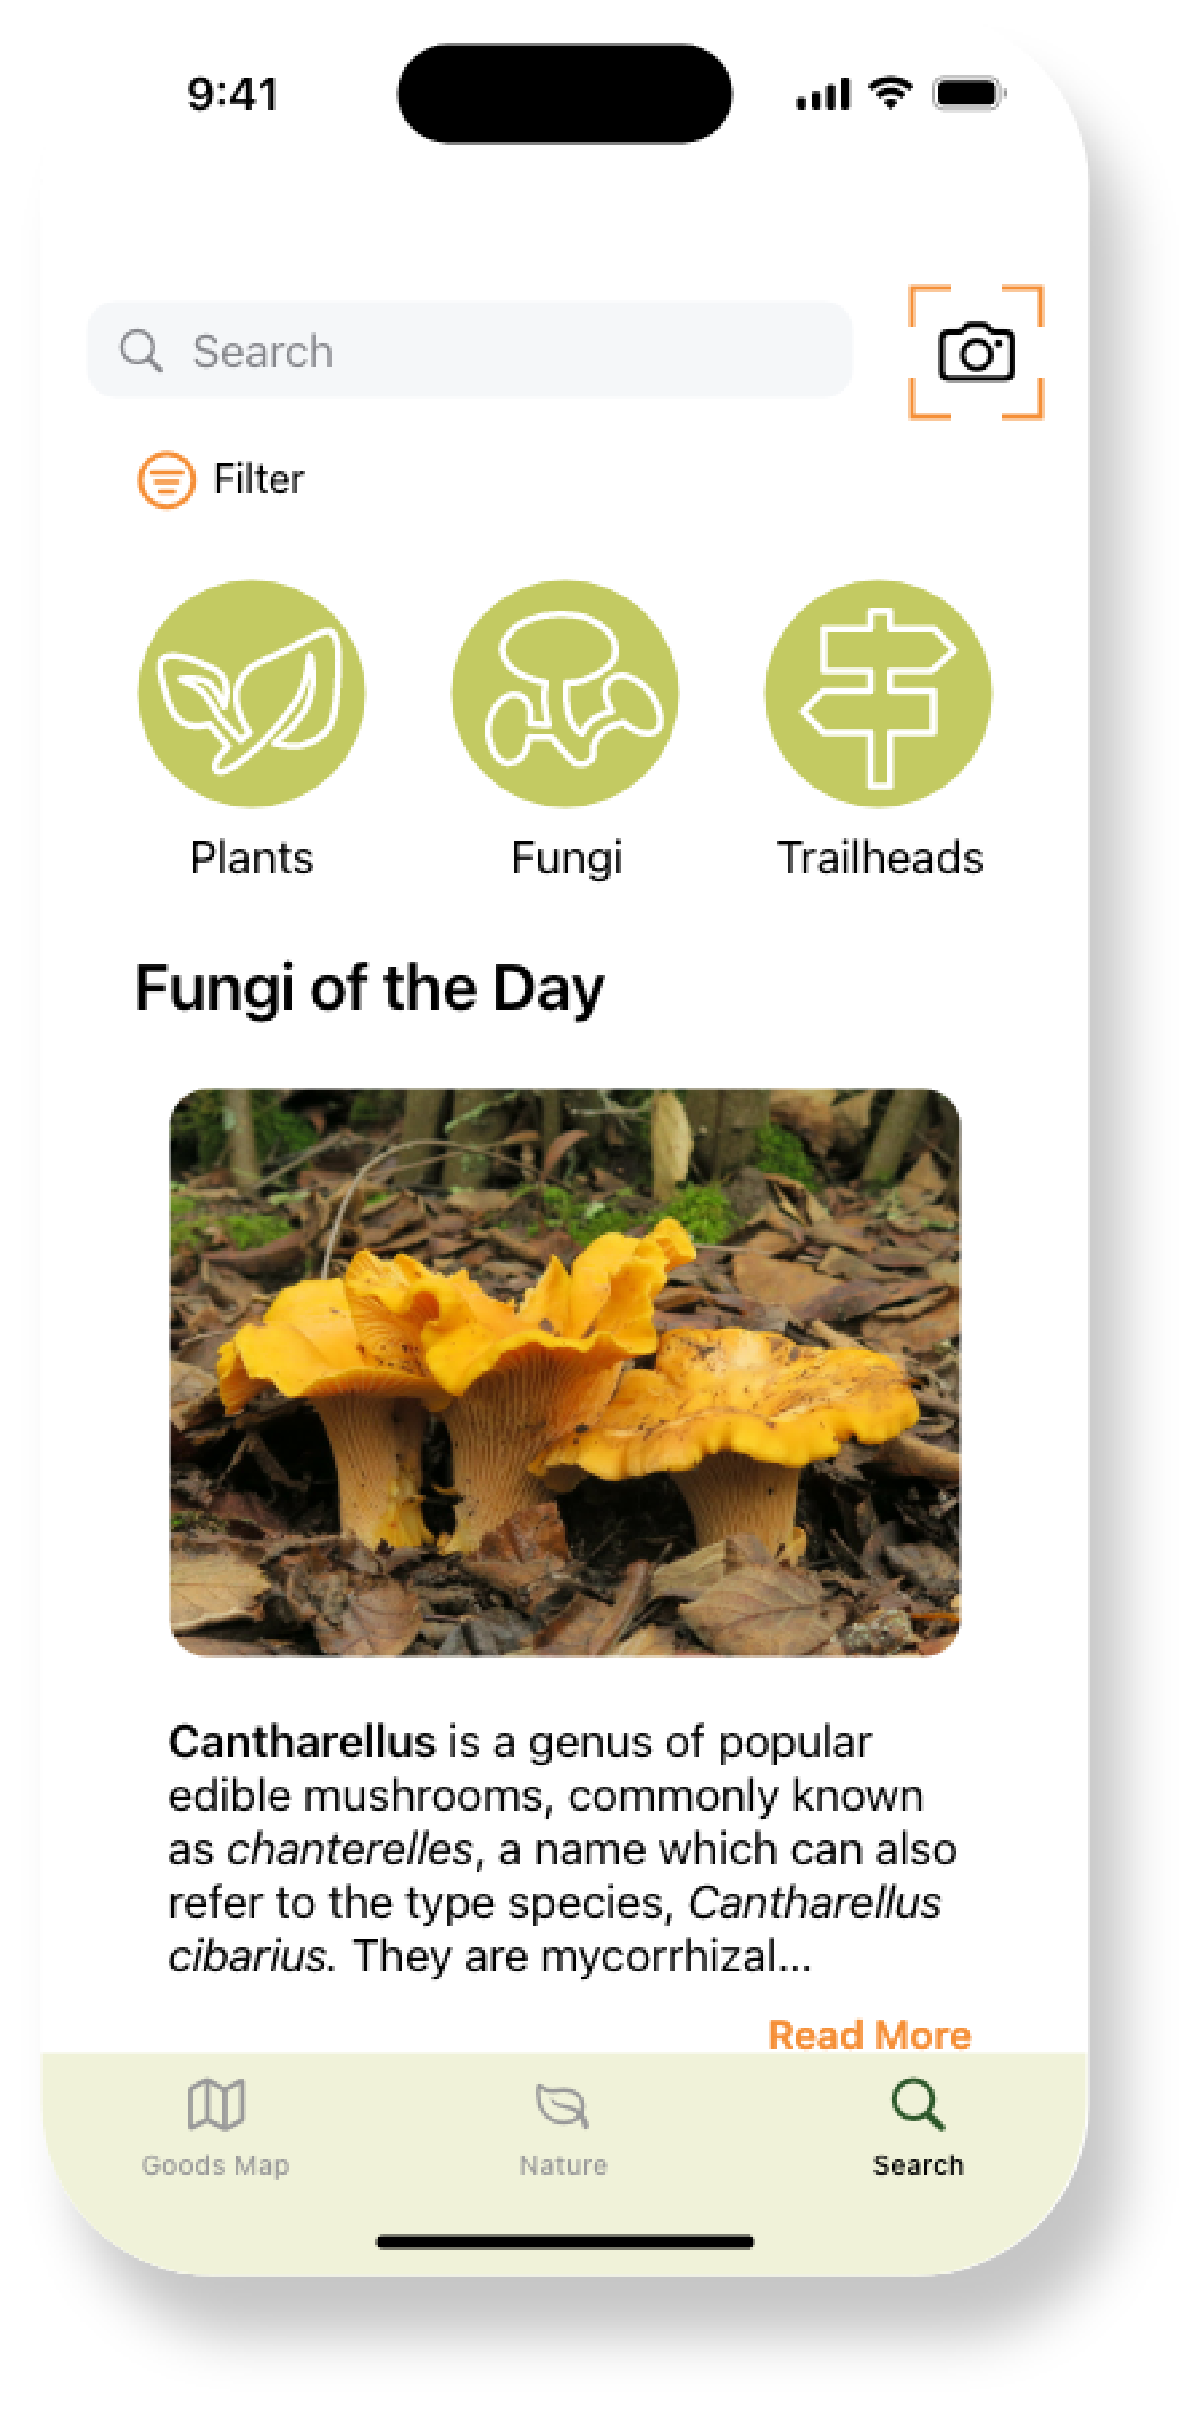 9:41
Search
Filter
Plants
Fungi
Trailheads
Fungi of the Day
Cantharellus is a genus of popular
edible mushrooms, commonly known
as chanterelles, a name which can also
refer to the type species, Cantharellus
cibarius. They are mycorrhizal...
Read More
Goods Map
Nature
Search